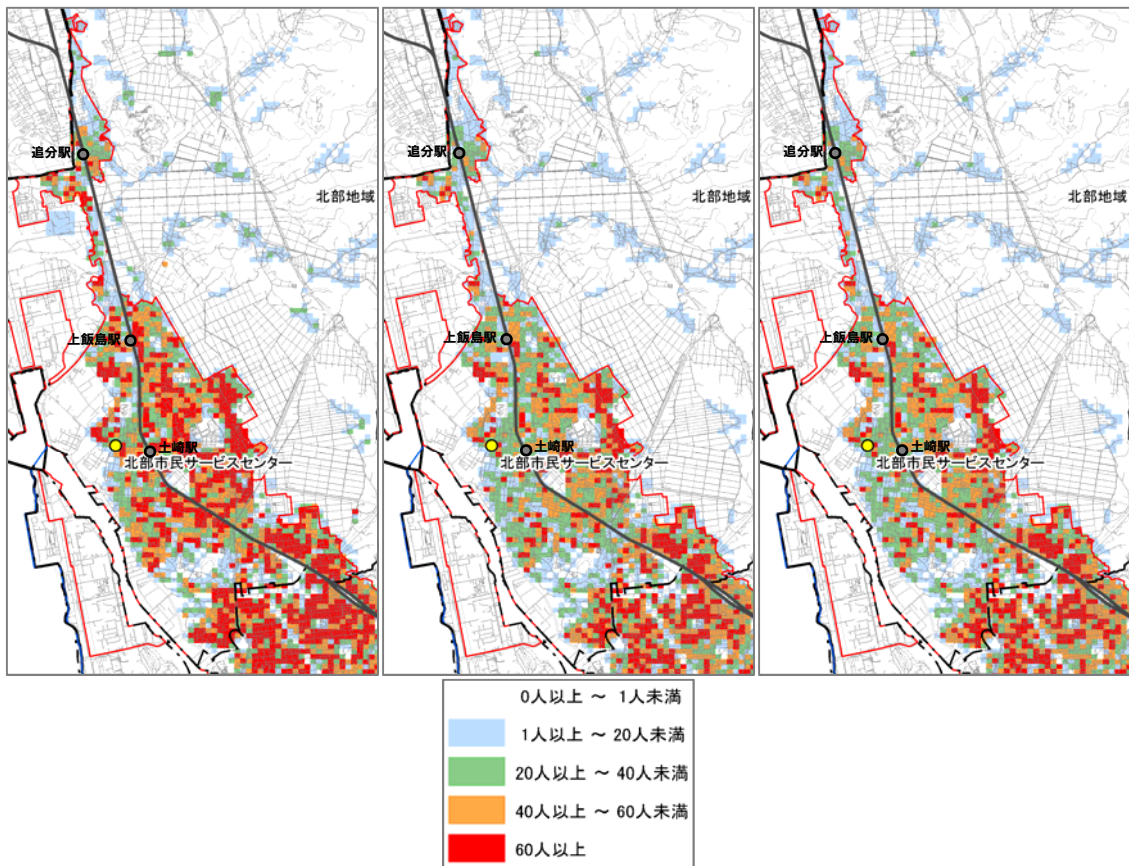 追分駅
北部地域
上飯島駅
土崎駅
北部市民サービスセンター
追分駅
北部地域
上飯島駅
土崎駅
北部市民サービスセンター
追分駅
北部地域
上飯島駅
土崎駅
北部市民サービスセンター
0人以上 ～ 1人未満
1人以上 ～ 20人未満
20人以上 ～ 40人未満
40人以上 ～ 60人未満
60人以上